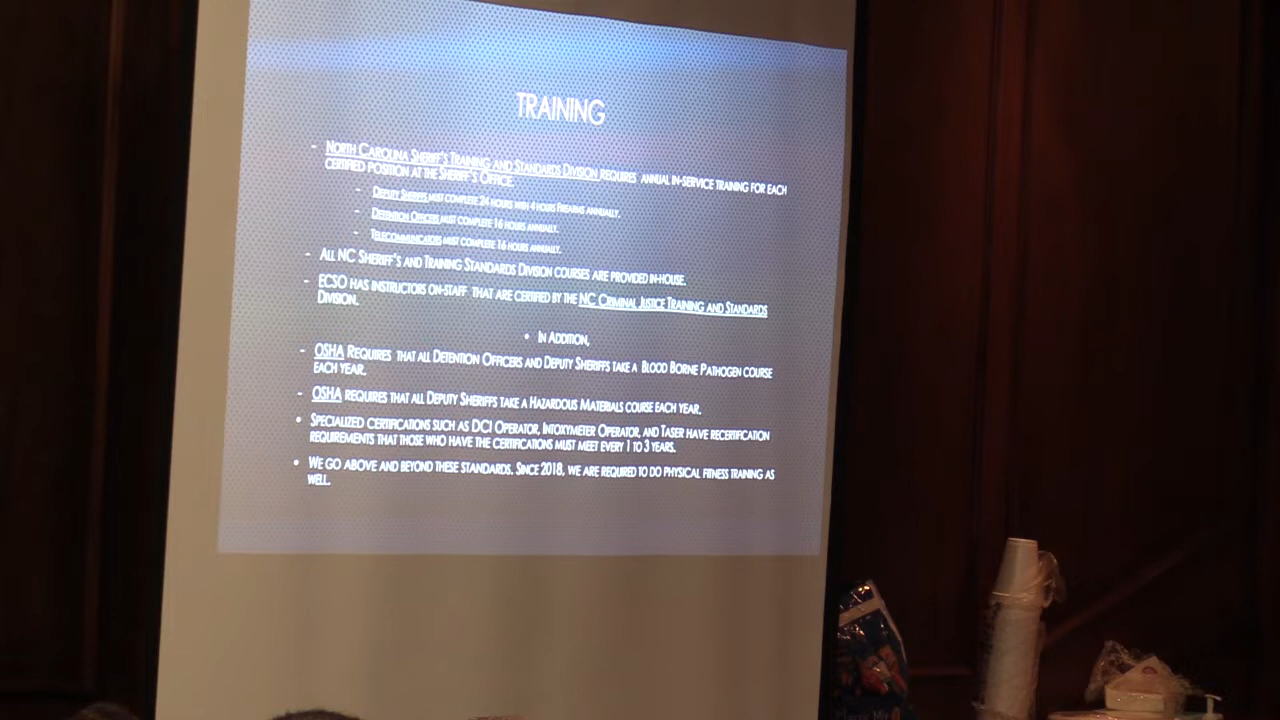 TRAINING
- NORTH CAROLINA SHERIFF'S TRAINING AND STANDARDS DIVISION REQUIRES ANNUAL IN-SERVICE TRAINING FOR EACH
CERTIFIED POSITION AT THE SHERIFF'S OFFICE.
- DEPUTY SHERIFFS MUST COMPLETE 24 HOURS WITH 4 HOURS FIREARMS ANNUALLY.
- DETENTION OFFICERS MUST COMPLETE 16 HOURS ANNUALLY.
- TELECOMMUNICATORS MUST COMPLETE 16 HOURS ANNUALLY.
- ALL NC SHERIFF'S AND TRAINING STANDARDS DIVISION COURSES ARE PROVIDED IN-HOUSE.
- ECSO HAS INSTRUCTORS ON-STAFF THAT ARE CERTIFIED BY THE NC CRIMINAL JUSTICE TRAINING AND STANDARDS
DIVISION.
• IN ADDITION,
- OSHA REQUIRES THAT ALL DETENTION OFFICERS AND DEPUTY SHERIFFS TAKE A BLOOD BORNE PATHOGEN COURSE
EACH YEAR.
- OSHA REQUIRES THAT ALL DEPUTY SHERIFFS TAKE A HAZARDOUS MATERIALS COURSE EACH YEAR.
• SPECIALIZED CERTIFICATIONS SUCH AS DCI OPERATOR, INTOXYMETER OPERATOR, AND TASER HAVE RECERTIFICATION
REQUIREMENTS THAT THOSE WHO HAVE THE CERTIFICATIONS MUST MEET EVERY 1 TO 3 YEARS.
• WE GO ABOVE AND BEYOND THESE STANDARDS. SINCE 2018, WE ARE REQUIRED TO DO PHYSICAL FITNESS TRAINING AS
WELL.